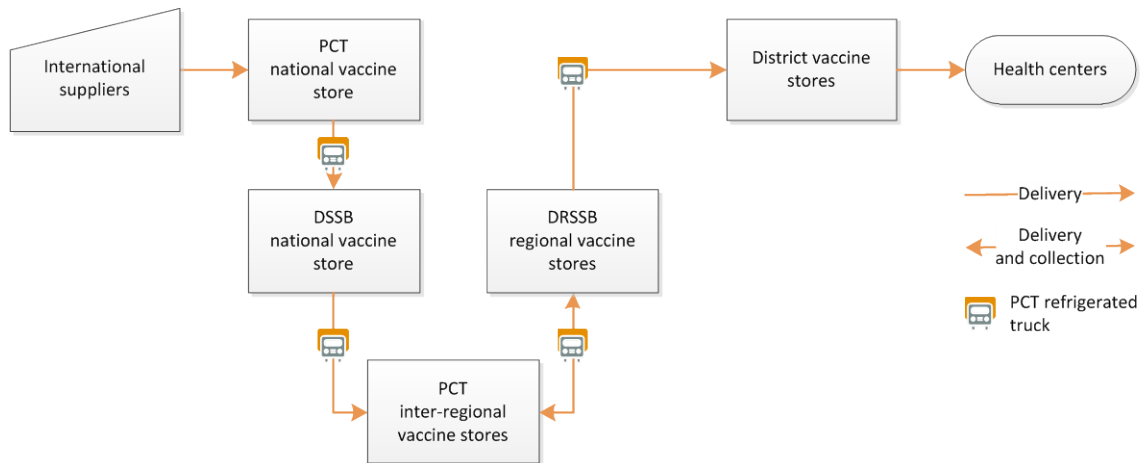 International
suppliers
PCT
national vaccine
store
District vaccine
stores
Health centers
DSSB
national vaccine
store
DRSSB
regional vaccine
stores
PCT
inter-regional
vaccine stores
Delivery
Delivery
and collection
PCT refrigerated
truck